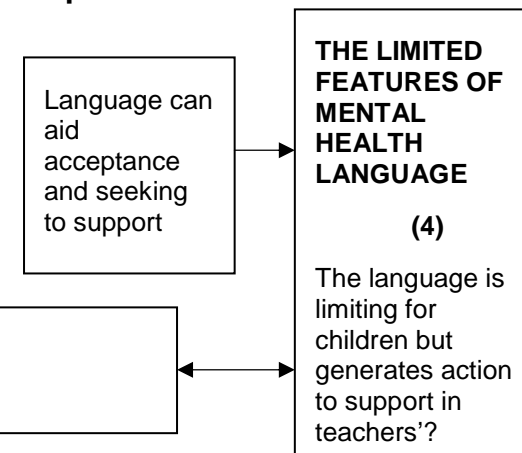 Language can
aid
acceptance
and seeking
to support
THE LIMITED
FEATURES OF
MENTAL
HEALTH
LANGUAGE
(4)
The language is
limiting for
children but
generates action
to support in
teachers’?